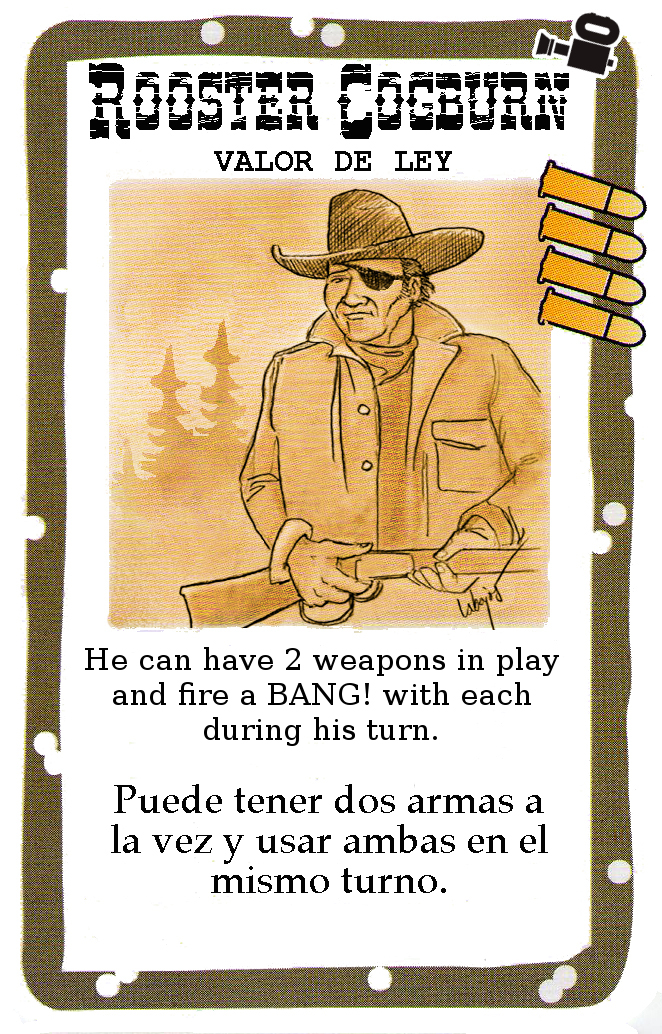 ROOSTER COGBURN
VALOR DE LEY
He can have 2 weapons in play
and fire a BANG! with each
during his turn.
Puede tener dos armas a
la vez y usar ambas en el
mismo turno.